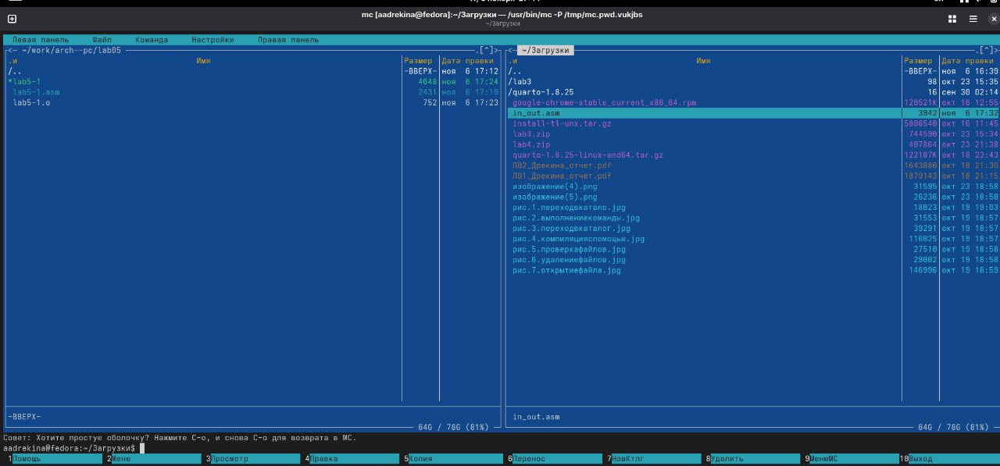 mc [aadrekina@fedora]:~/Загрузки — /usr/bin/mc -P /tmp/mc.pwd.vukjbs
~/Загрузки
Левая панель Файл Команда Настройки Правая панель
<— ~/work/arch--pc/lab05 .[^]>
.и Имя Размер Дата правки
/.. -ВВЕРХ- ноя 6 17:12
*lab5-1 4648 ноя 6 17:24
lab5-1.asm 2431 ноя 6 17:19
lab5-1.o 752 ноя 6 17:23
-ВВЕРХ-
64G / 78G (81%)
<— ~/Загрузки .[^]>
.и Имя Размер Дата правки
/.. -ВВЕРХ- ноя 6 16:39
/lab3 98 окт 23 15:35
/quarto-1.8.25 16 сен 30 02:14
google-chrome-stable_current_x86_64.rpm 120521K окт 16 12:55
in_out.asm 3942 ноя 6 17:32
install-tl-unx.tar.gz 5806540 окт 16 11:45
lab3.zip 744590 окт 23 15:34
lab4.zip 407864 окт 23 21:38
quarto-1.8.25-linux-amd64.tar.gz 122107K окт 18 23:43
Л02_Дрекина_отчет.pdf 1643880 окт 18 21:30
Л01_Дрекина_отчет.pdf 1879143 окт 18 21:15
изображение(4).png 31595 окт 23 18:58
изображение(5).png 26236 окт 23 18:58
рис.1.переходвкатало.jpg 18023 окт 19 19:03
рис.2.выполнениекоманды.jpg 31553 окт 19 18:57
рис.3.переходвкаталог.jpg 39291 окт 19 18:57
рис.4.компиляцияспомощью.jpg 116025 окт 19 18:57
рис.5.проверкафайлов.jpg 27510 окт 19 18:58
рис.6.удалениефайлов.jpg 29002 окт 19 18:58
рис.7.открытиефайла.jpg 146996 окт 19 18:59
in_out.asm
64G / 78G (81%)
Совет: Хотите простую оболочку? Нажмите C-o, и снова C-o для возврата в MC.
aadrekina@fedora:~/Загрузки$
1Помощь 2Меню 3Просмотр 4Правка 5Копия 6Перенос 7НовКтлг 8Удалить 9МенюMC 10Выход